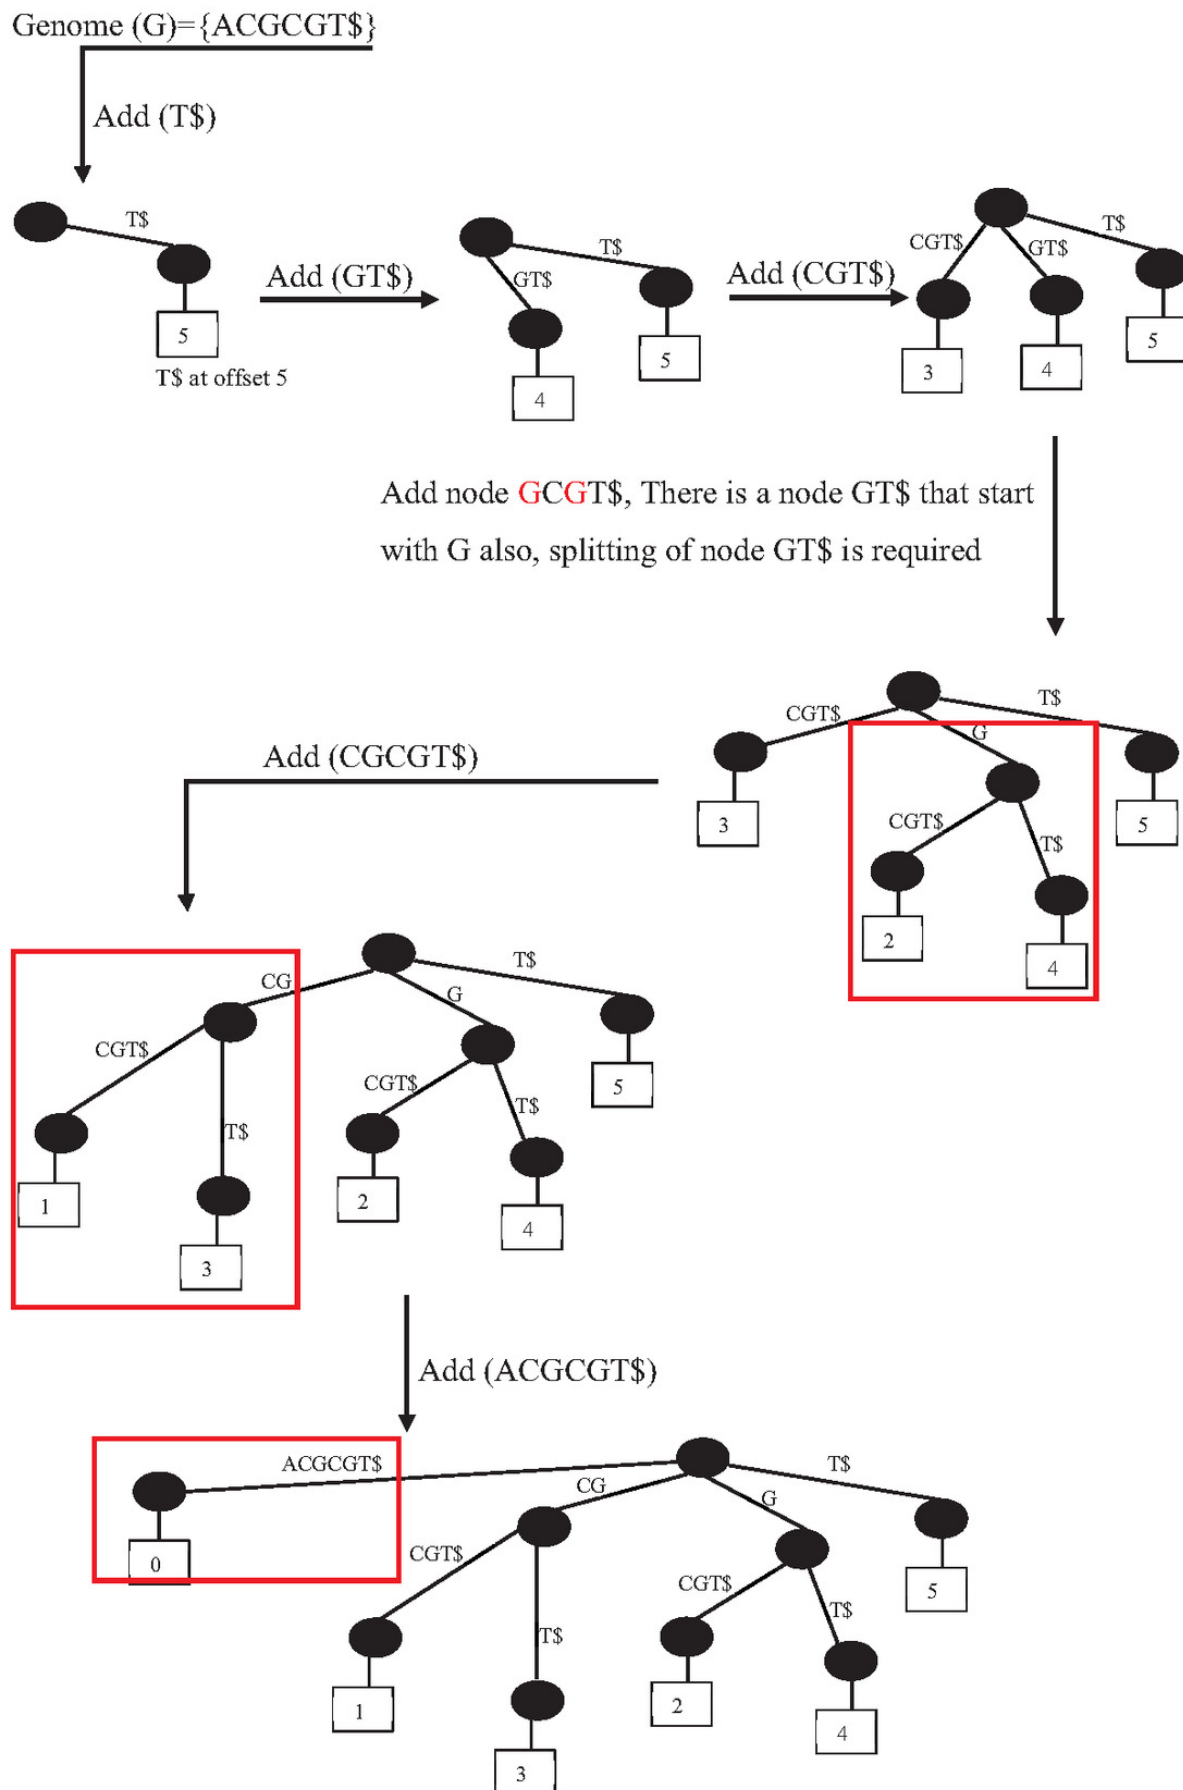 Genome (G)={ACGCGT$}
Add (T$)
T$
5
T$ at offset 5
Add (GT$)
T$
GT$
5
4
Add (CGT$)
T$
CGT$
GT$
5
3
4
Add node GCGT$, There is a node GT$ that start
with G also, splitting of node GT$ is required
T$
CGT$
G
3
5
CGT$
T$
2
4
Add (CGCGT$)
T$
CG
G
CGT$
CGT$
5
T$
T$
1
2
4
3
Add (ACGCGT$)
ACGCGT$
T$
CG
G
0
CGT$
CGT$
5
T$
T$
1
2
4
3